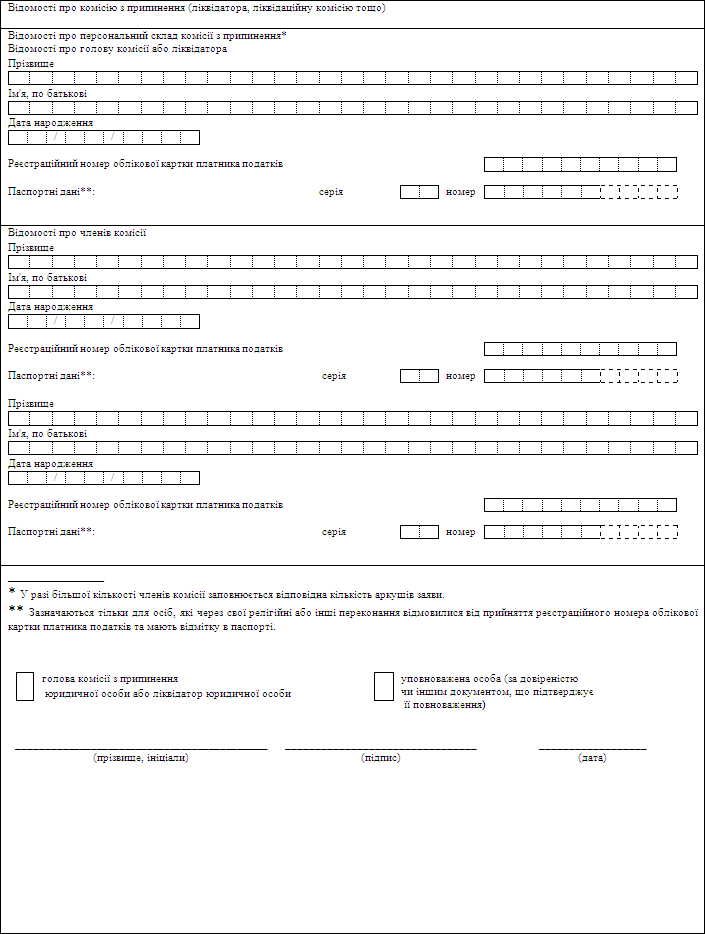 Відомості про комісію з припинення (ліквідатора, ліквідаційну комісію тощо)
Відомості про персональний склад комісії з припинення*
Відомості про голову комісії або ліквідатора
Прізвище
Ім'я, по батькові
Дата народження
/ /
Реєстраційний номер облікової картки платника податків
Паспортні дані**: серія номер
Відомості про членів комісії
Прізвище
Ім'я, по батькові
Дата народження
/ /
Реєстраційний номер облікової картки платника податків
Паспортні дані**: серія номер
Прізвище
Ім'я, по батькові
Дата народження
/ /
Реєстраційний номер облікової картки платника податків
Паспортні дані**: серія номер
* У разі більшої кількості членів комісії заповнюється відповідна кількість аркушів заяви.
** Зазначаються тільки для осіб, які через свої релігійні або інші переконання відмовилися від прийняття реєстраційного номера облікової
картки платника податків та мають відмітку в паспорті.
голова комісії з припинення
юридичної особи або ліквідатор юридичної особи
уповноважена особа (за довіреністю
чи іншим документом, що підтверджує
її повноваження)
(прізвище, ініціали) (підпис) (дата)